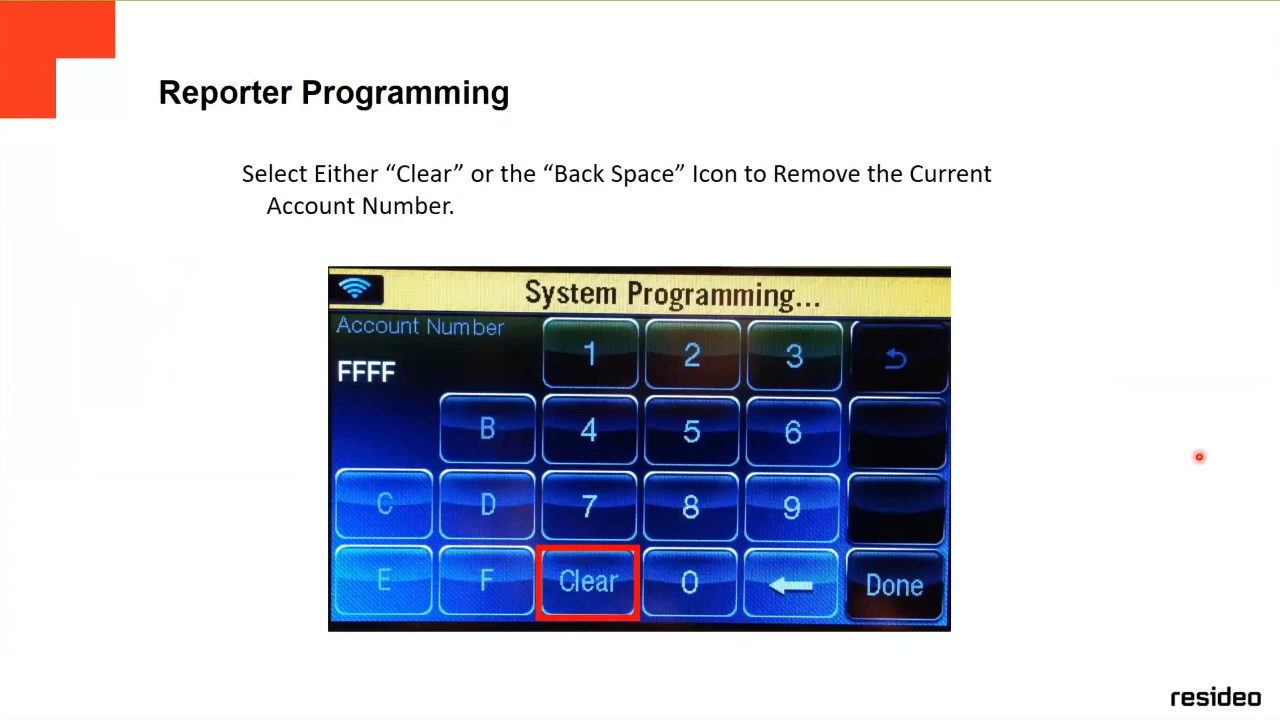 Reporter Programming
Select Either “Clear” or the “Back Space” Icon to Remove the Current
Account Number.
System Programming...
Account Number
1 2 3
FFFF
B 4 5 6
C D 7 8 9
E F Clear 0 Done
resideo